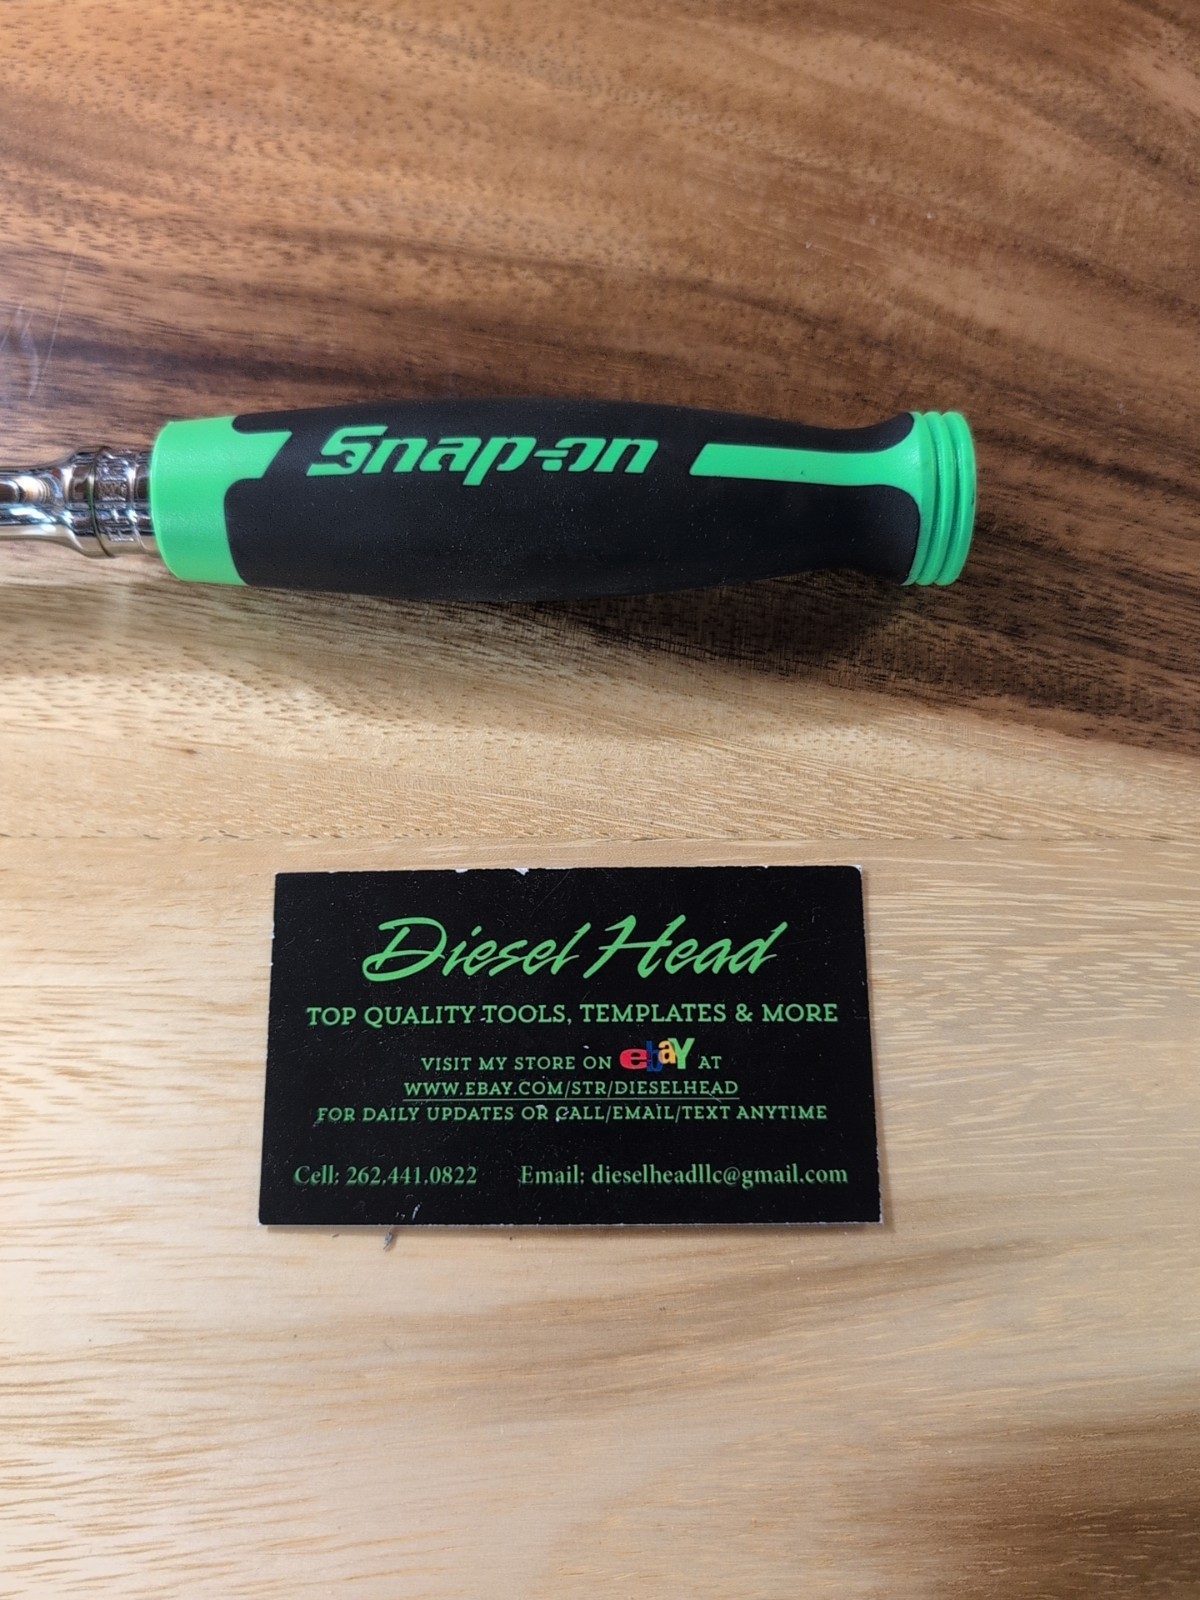 Snap-on
Diesel Head
TOP QUALITY TOOLS, TEMPLATES & MORE
VISIT MY STORE ON ebaY AT
WWW.EBAY.COM/STR/DIESELHEAD
FOR DAILY UPDATES OR CALL/EMAIL/TEXT ANYTIME
Cell: 262.441.0822 Email: dieselheadllc@gmail.com